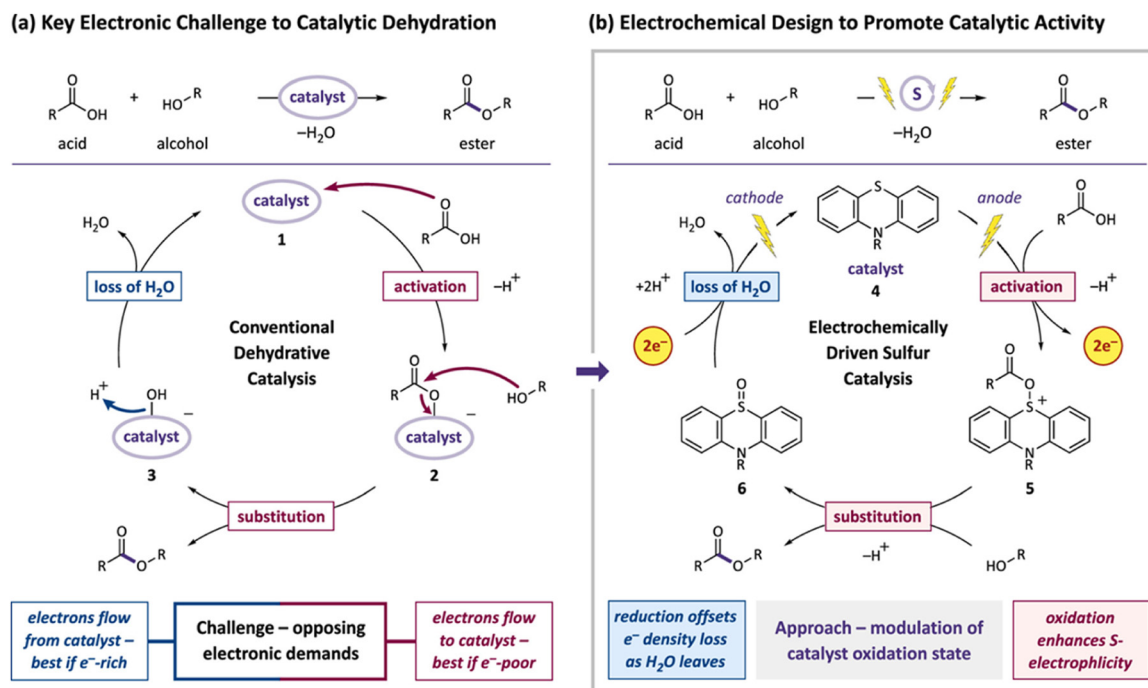 (a) Key Electronic Challenge to Catalytic Dehydration
O
R
OH
+
HO
R
catalyst
–H₂O
O
R
O
R
acid
alcohol
ester
catalyst
1
O
R
OH
H₂O
loss of H₂O
activation
–H⁺
Conventional
Dehydrative
Catalysis
O
R
O
–
catalyst
2
HO
R
H⁺
OH
–
catalyst
3
substitution
O
R
O
R
electrons flow
from catalyst –
best if e⁻-rich
Challenge – opposing
electronic demands
electrons flow
to catalyst –
best if e⁻-poor
(b) Electrochemical Design to Promote Catalytic Activity
O
R
OH
+
HO
R
S
–H₂O
O
R
O
R
acid
alcohol
ester
cathode
anode
S
N
R
catalyst
4
H₂O
O
R
OH
+2H⁺
loss of H₂O
activation
–H⁺
2e⁻
2e⁻
Electrochemically
Driven Sulfur
Catalysis
O
S
N
R
6
O
R
O
S
+
N
R
5
substitution
–H⁺
O
R
O
R
HO
R
reduction offsets
e⁻ density loss
as H₂O leaves
Approach – modulation of
catalyst oxidation state
oxidation
enhances S-
electrophlicity